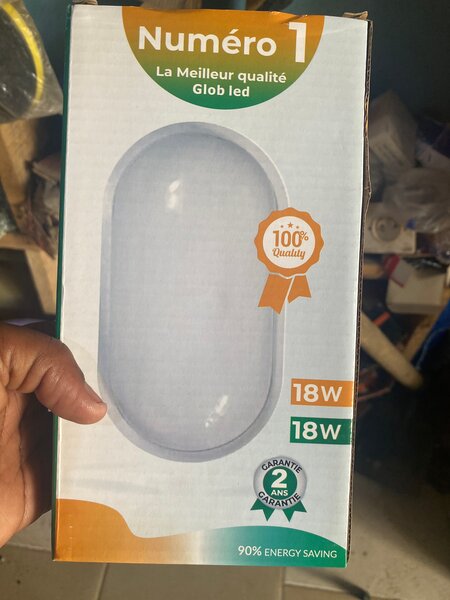 Numéro 1
La Meilleur qualité
Glob led
100%
Quality
18W
18W
GARANTIE
2
ANS
GARANTIE
90% ENERGY SAVING